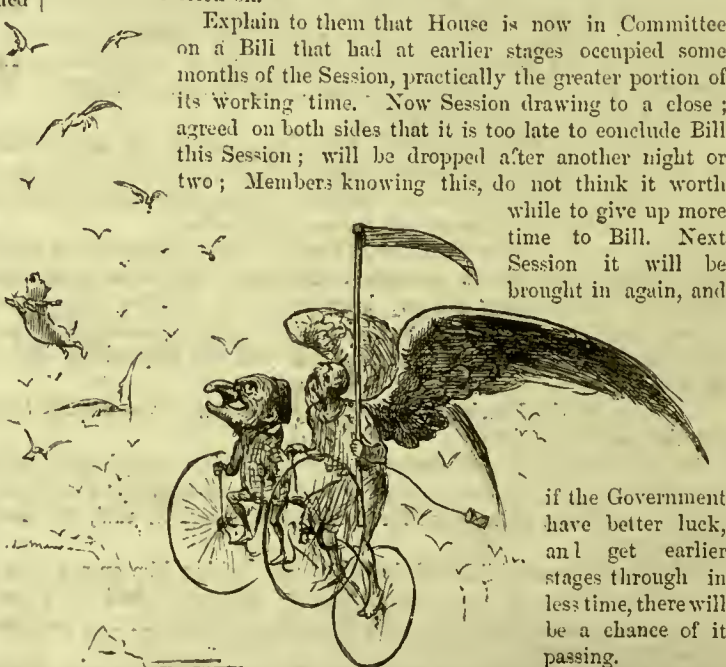 Explain to them that House is now in Committee
on a Bill that had at earlier stages occupied some
months of the Session, practically the greater portion of
its working time. Now Session drawing to a close;
agreed on both sides that it is too late to conclude Bill
this Session; will be dropped after another night or
two; Members knowing this, do not think it worth
while to give up more
time to Bill. Next
Session it will be
brought in again, and
if the Government
have better luck,
and get earlier
stages through in
less time, there will
be a chance of it
passing.